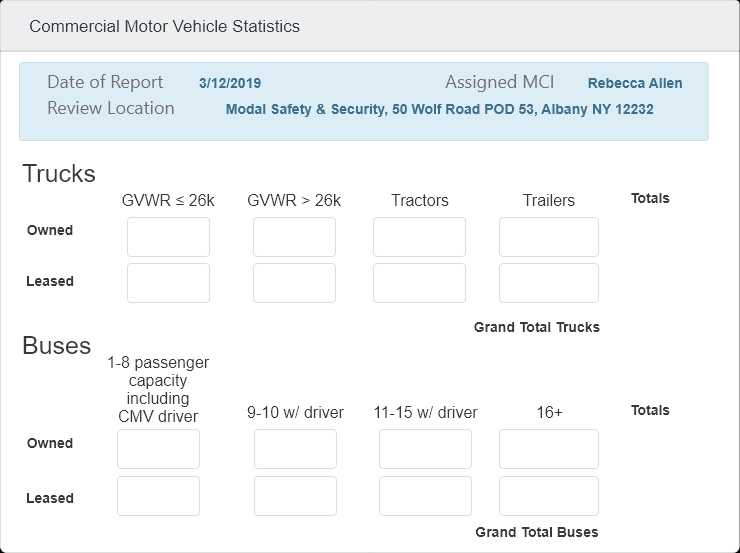 Commercial Motor Vehicle Statistics
Date of Report 3/12/2019 Assigned MCI Rebecca Allen
Review Location Modal Safety & Security, 50 Wolf Road POD 53, Albany NY 12232
Trucks
GVWR ≤ 26k GVWR > 26k Tractors Trailers Totals
Owned
Leased
Grand Total Trucks
Buses
1-8 passenger
capacity
including
CMV driver 9-10 w/ driver 11-15 w/ driver 16+ Totals
Owned
Leased
Grand Total Buses